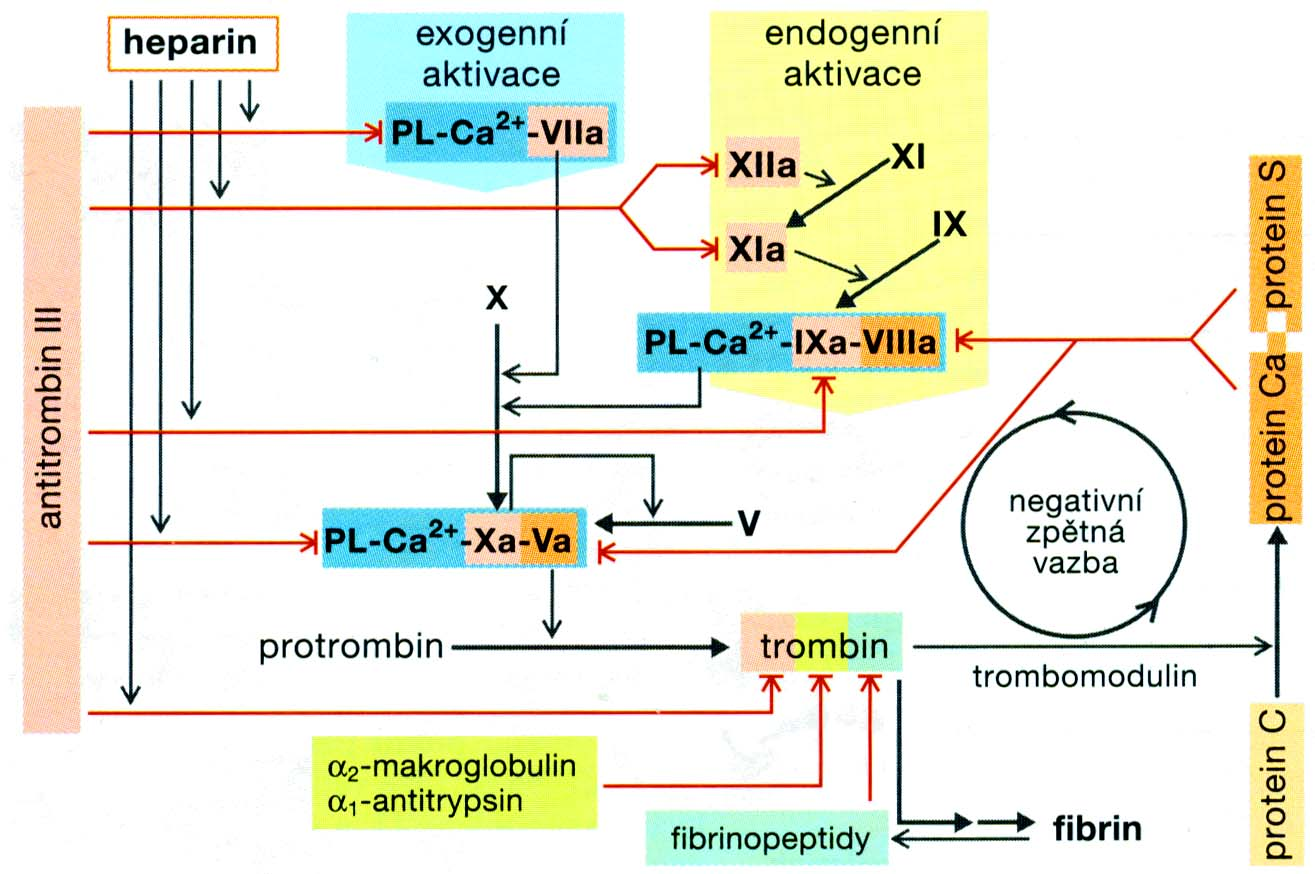 heparin
exogenní
aktivace
endogenní
aktivace
PL-Ca²⁺-VIIa
XIIa
XI
XIa
IX
X
PL-Ca²⁺-IXa-VIIIa
antitrombin III
protein S
protein Ca
negativní
zpětná
vazba
PL-Ca²⁺-Xa-Va
V
protrombin
trombin
trombomodulin
protein C
α₂-makroglobulin
α₁-antitrypsin
fibrinopeptidy
fibrin